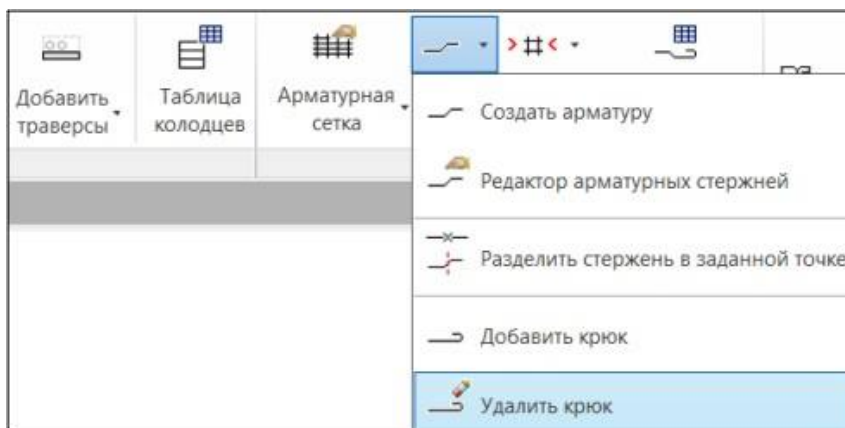 Добавить
траверсы
Таблица
колодцев
Арматурная
сетка
Создать арматуру
Редактор арматурных стержней
Разделить стержень в заданной точке
Добавить крюк
Удалить крюк